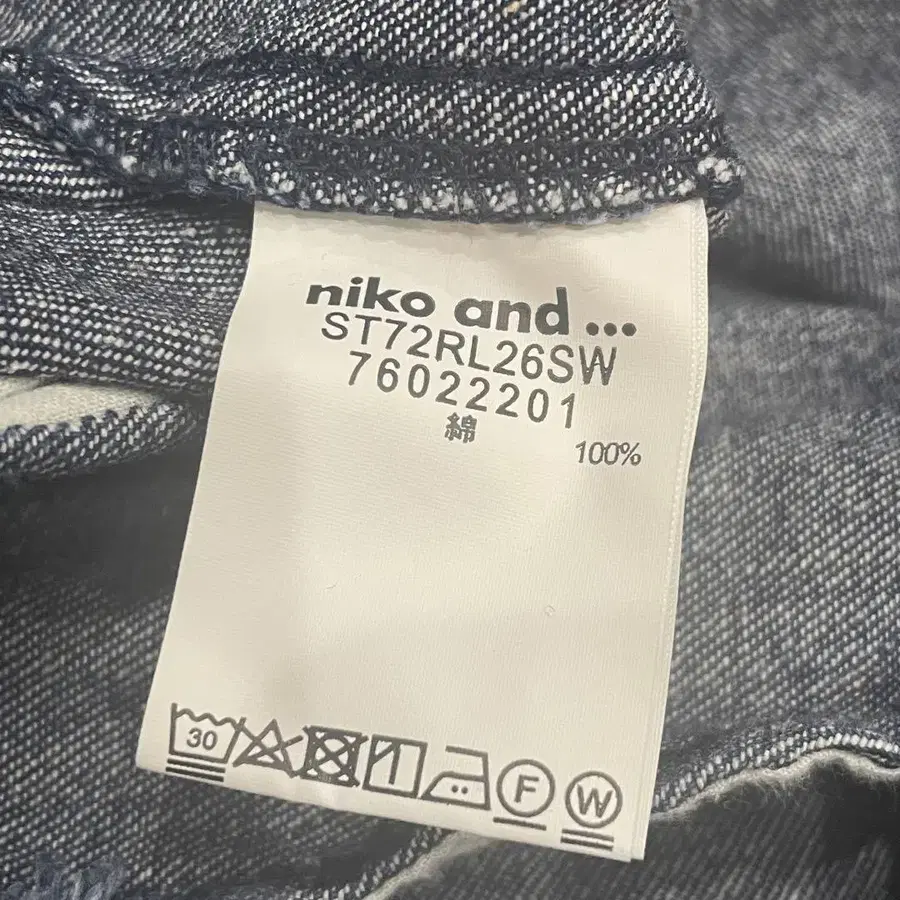 niko and ...
ST72RL26SW
76022201
綿
100%
30
F
W